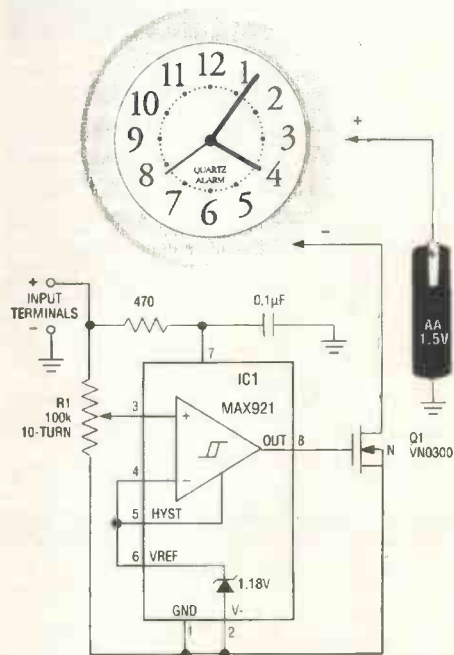 12
11
1
10
2
9
3
8
4
7
5
6
QUARTZ
ALARM
+
-
+
INPUT
TERMINALS
-
470
0.1µF
AA
1.5V
7
IC1
MAX921
R1
100k
10-TURN
3
+
OUT
8
Q1
VN0300
N
4
-
5
HYST
6
VREF
1.18V
GND
V-
1
2